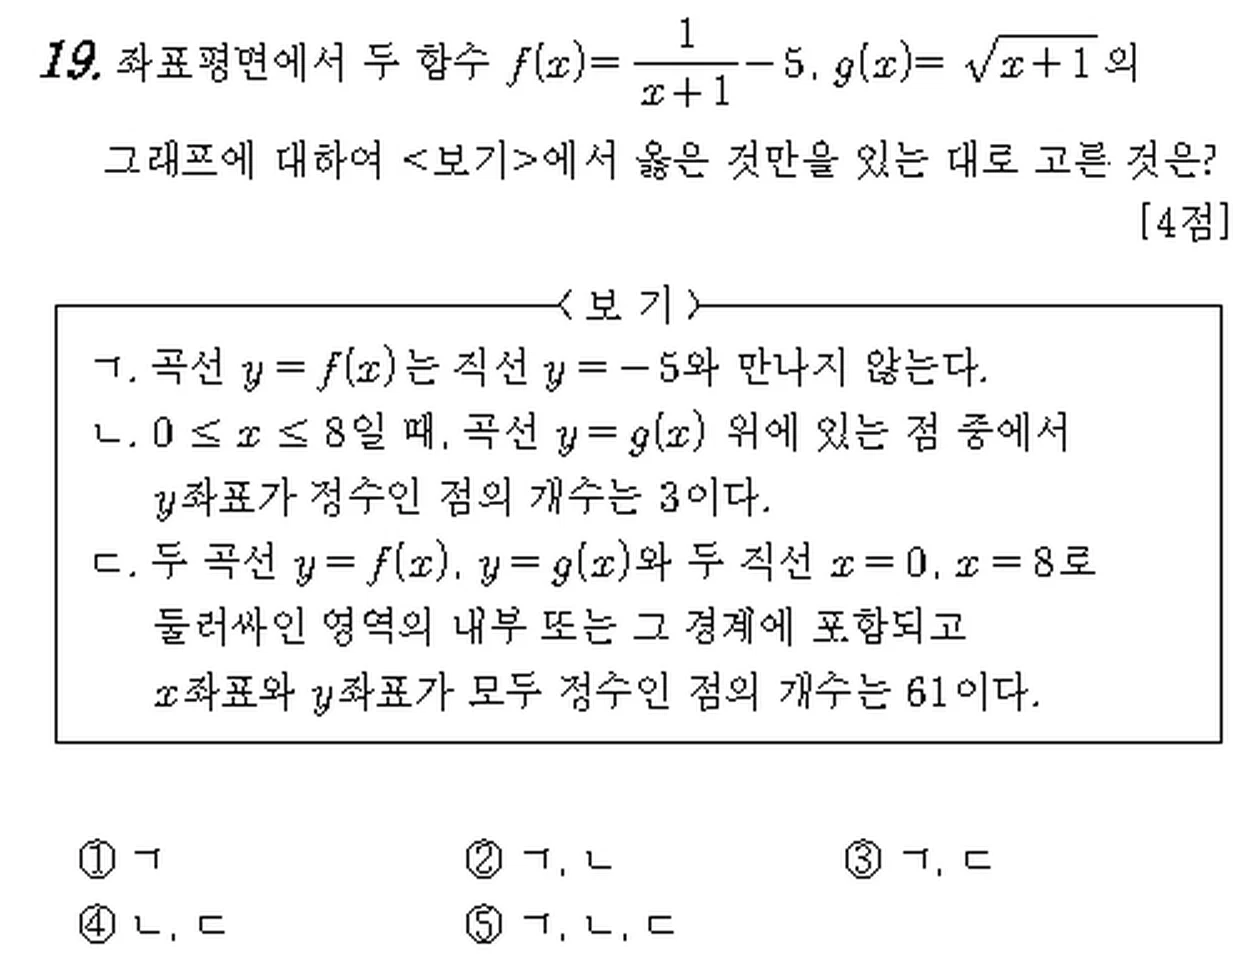 19. 좌표평면에서 두 함수 f(x)=1/(x+1)-5, g(x)=√(x+1) 의
그래프에 대하여 <보기>에서 옳은 것만을 있는 대로 고른 것은?
[4점]
<보 기>
ㄱ. 곡선 y=f(x)는 직선 y=-5와 만나지 않는다.
ㄴ. 0≤x≤8일 때, 곡선 y=g(x) 위에 있는 점 중에서
y좌표가 정수인 점의 개수는 3이다.
ㄷ. 두 곡선 y=f(x), y=g(x)와 두 직선 x=0, x=8로
둘러싸인 영역의 내부 또는 그 경계에 포함되고
x좌표와 y좌표가 모두 정수인 점의 개수는 61이다.
① ㄱ ② ㄱ, ㄴ ③ ㄱ, ㄷ
④ ㄴ, ㄷ ⑤ ㄱ, ㄴ, ㄷ